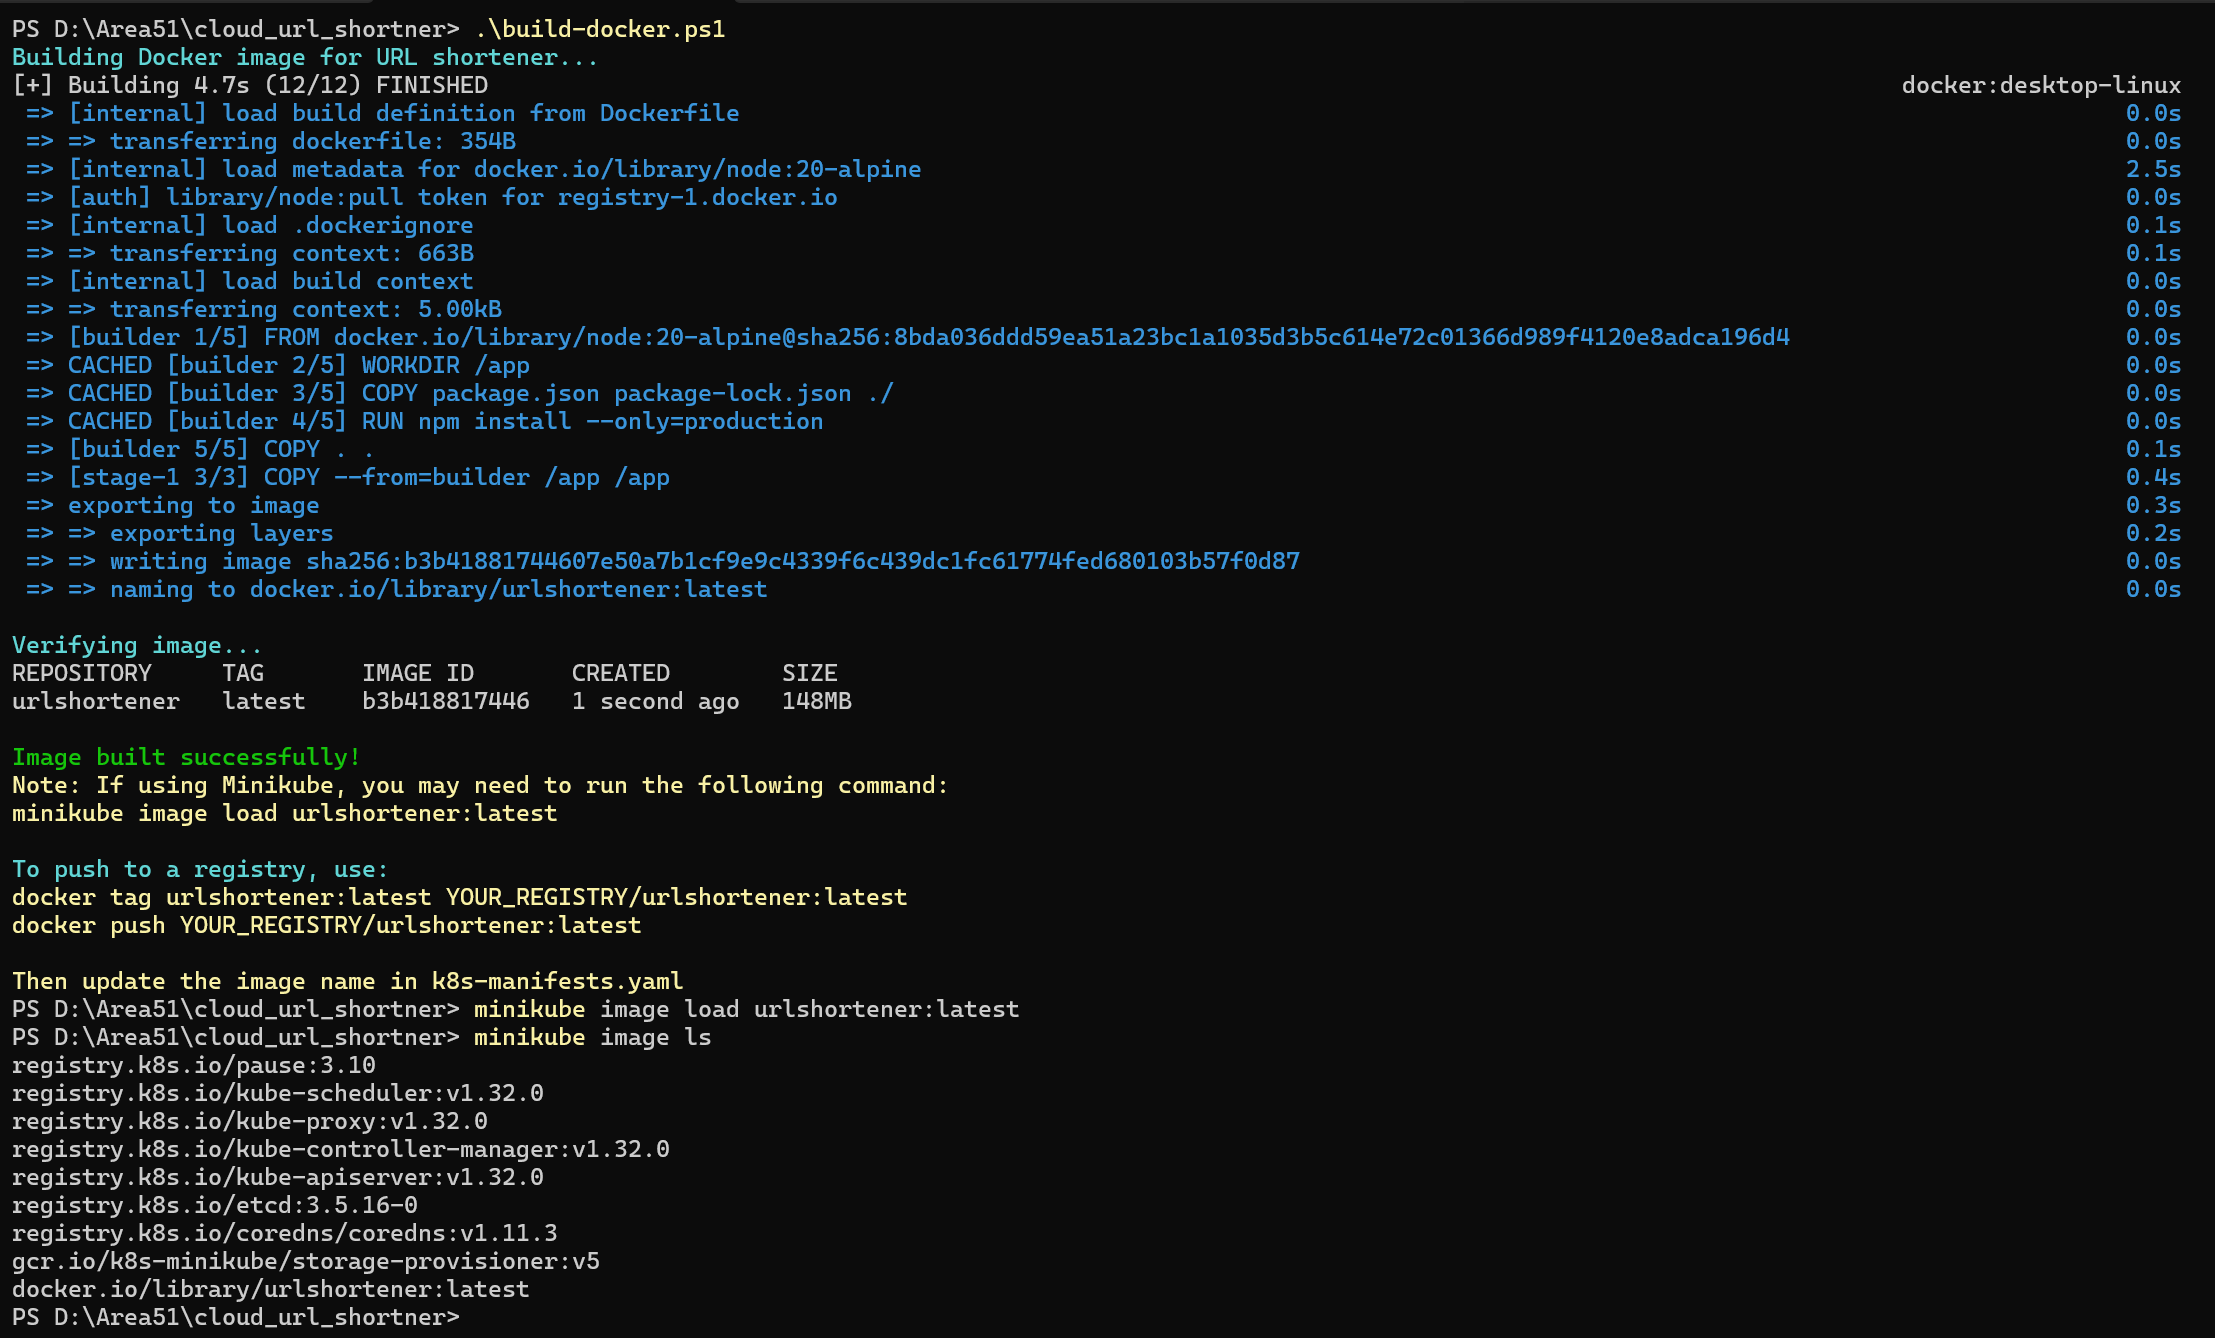 PS D:\Area51\cloud_url_shortner> .\build-docker.ps1
Building Docker image for URL shortener...
[+] Building 4.7s (12/12) FINISHED docker:desktop-linux
=> [internal] load build definition from Dockerfile 0.0s
=> => transferring dockerfile: 354B 0.0s
=> [internal] load metadata for docker.io/library/node:20-alpine 2.5s
=> [auth] library/node:pull token for registry-1.docker.io 0.0s
=> [internal] load .dockerignore 0.1s
=> => transferring context: 663B 0.1s
=> [internal] load build context 0.0s
=> => transferring context: 5.00kB 0.0s
=> [builder 1/5] FROM docker.io/library/node:20-alpine@sha256:8bda036ddd59ea51a23bc1a1035d3b5c614e72c01366d989f4120e8adca196d4 0.0s
=> CACHED [builder 2/5] WORKDIR /app 0.0s
=> CACHED [builder 3/5] COPY package.json package-lock.json ./ 0.0s
=> CACHED [builder 4/5] RUN npm install --only=production 0.0s
=> [builder 5/5] COPY . . 0.1s
=> [stage-1 3/3] COPY --from=builder /app /app 0.4s
=> exporting to image 0.3s
=> => exporting layers 0.2s
=> => writing image sha256:b3b41881744607e50a7b1cf9e9c4339f6c439dc1fc61774fed680103b57f0d87 0.0s
=> => naming to docker.io/library/urlshortener:latest 0.0s
Verifying image...
REPOSITORY TAG IMAGE ID CREATED SIZE
urlshortener latest b3b418817446 1 second ago 148MB
Image built successfully!
Note: If using Minikube, you may need to run the following command:
minikube image load urlshortener:latest
To push to a registry, use:
docker tag urlshortener:latest YOUR_REGISTRY/urlshortener:latest
docker push YOUR_REGISTRY/urlshortener:latest
Then update the image name in k8s-manifests.yaml
PS D:\Area51\cloud_url_shortner> minikube image load urlshortener:latest
PS D:\Area51\cloud_url_shortner> minikube image ls
registry.k8s.io/pause:3.10
registry.k8s.io/kube-scheduler:v1.32.0
registry.k8s.io/kube-proxy:v1.32.0
registry.k8s.io/kube-controller-manager:v1.32.0
registry.k8s.io/kube-apiserver:v1.32.0
registry.k8s.io/etcd:3.5.16-0
registry.k8s.io/coredns/coredns:v1.11.3
gcr.io/k8s-minikube/storage-provisioner:v5
docker.io/library/urlshortener:latest
PS D:\Area51\cloud_url_shortner>